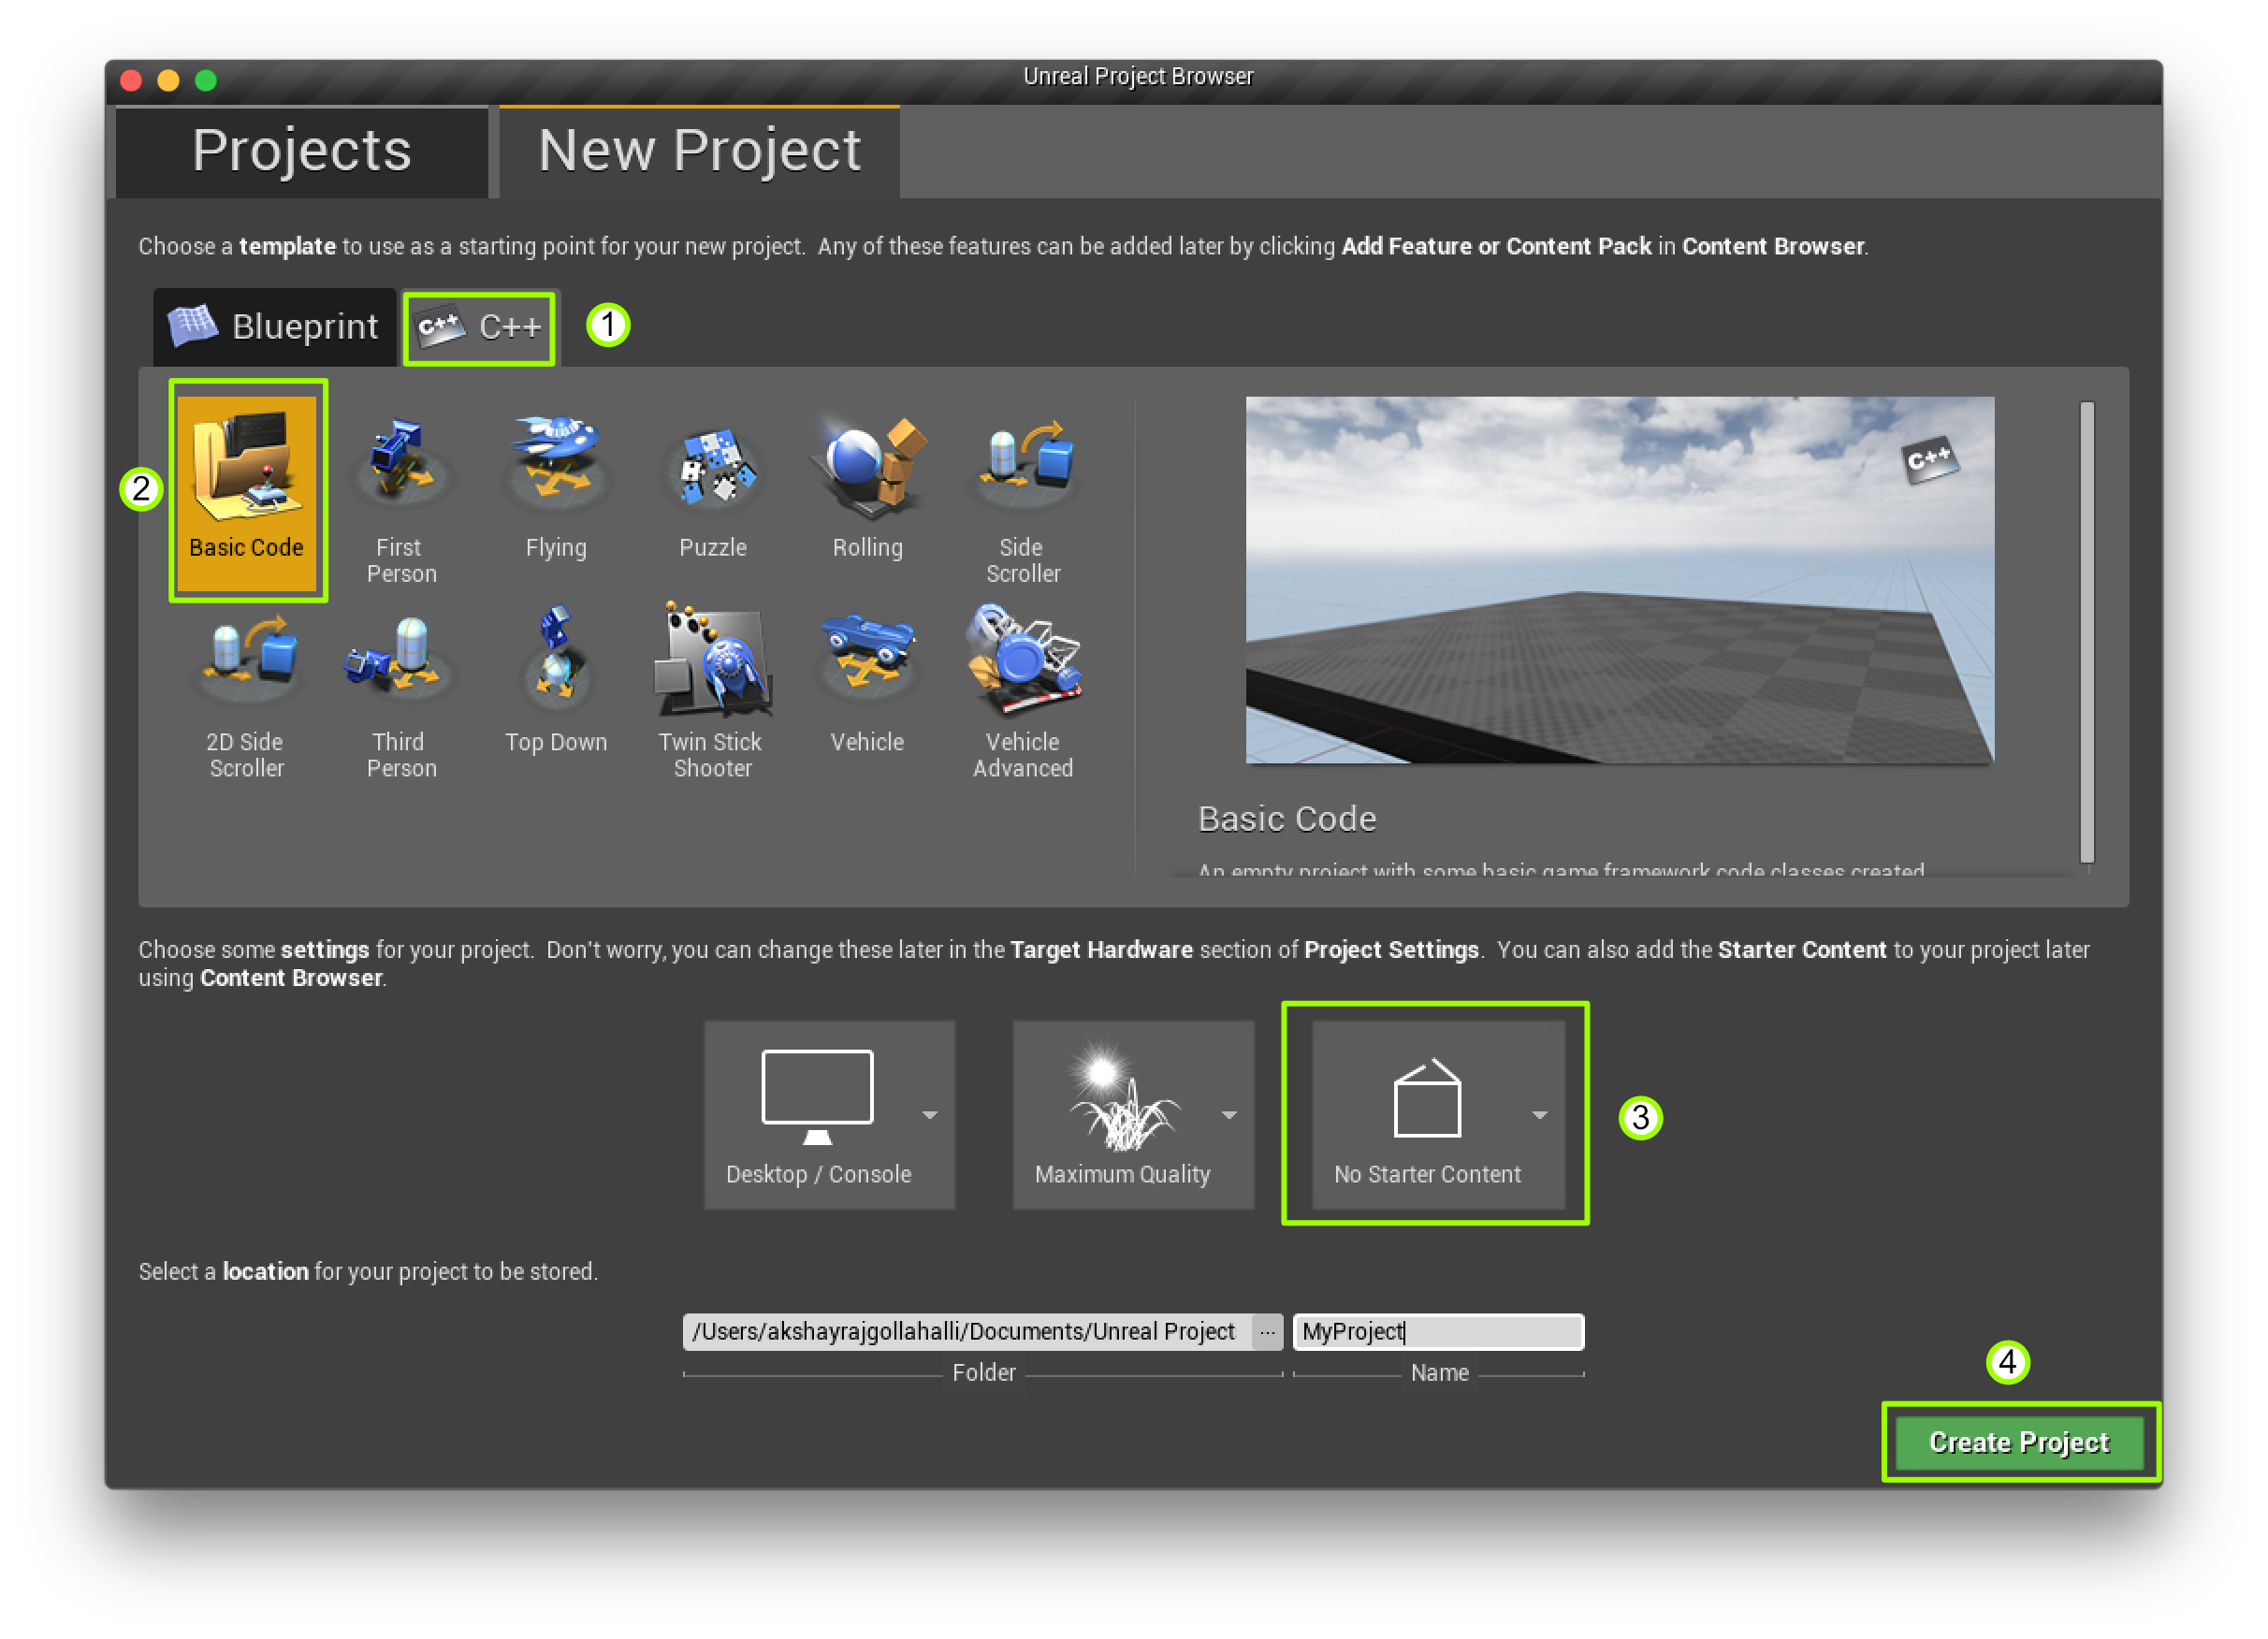 Unreal Project Browser
Projects
New Project
Choose a template to use as a starting point for your new project.  Any of these features can be added later by clicking Add Feature or Content Pack in Content Browser.
Blueprint
C++
C++
1
2
Basic Code
First
Person
Flying
Puzzle
Rolling
Side
Scroller
2D Side
Scroller
Third
Person
Top Down
Twin Stick
Shooter
Vehicle
Vehicle
Advanced
C++
Basic Code
An empty project with some basic game framework code classes created.
Choose some settings for your project.  Don't worry, you can change these later in the Target Hardware section of Project Settings.  You can also add the Starter Content to your project later
using Content Browser.
Desktop / Console
Maximum Quality
No Starter Content
3
Select a location for your project to be stored.
/Users/akshayrajgollahalli/Documents/Unreal Project
...
MyProject
Folder
Name
4
Create Project